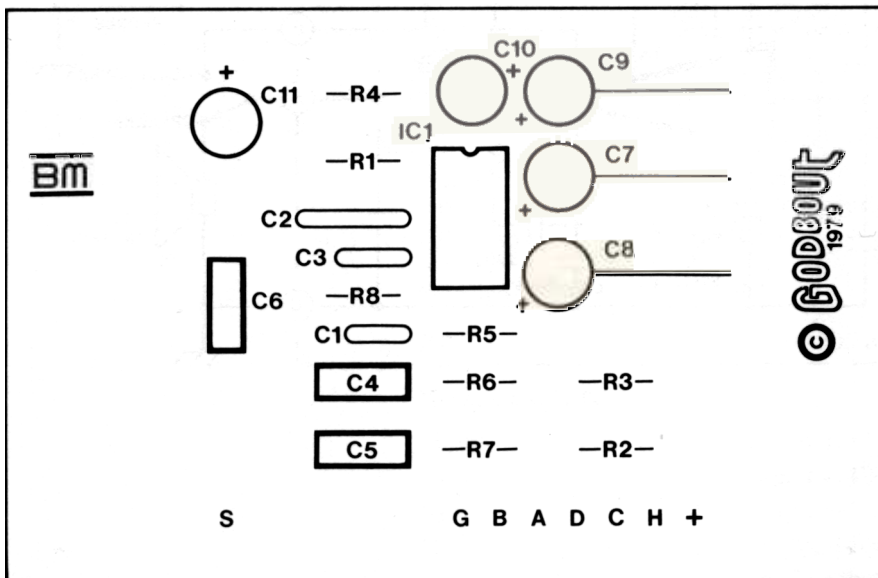 C10
C9
+
+
C11
R4
+
IC1
R1
C7
BM
C2
+
C3
C8
C6
R8
+
C1
R5
C4
R6
R3
C5
R7
R2
S G B A D C H +
© GODBOUT
1979